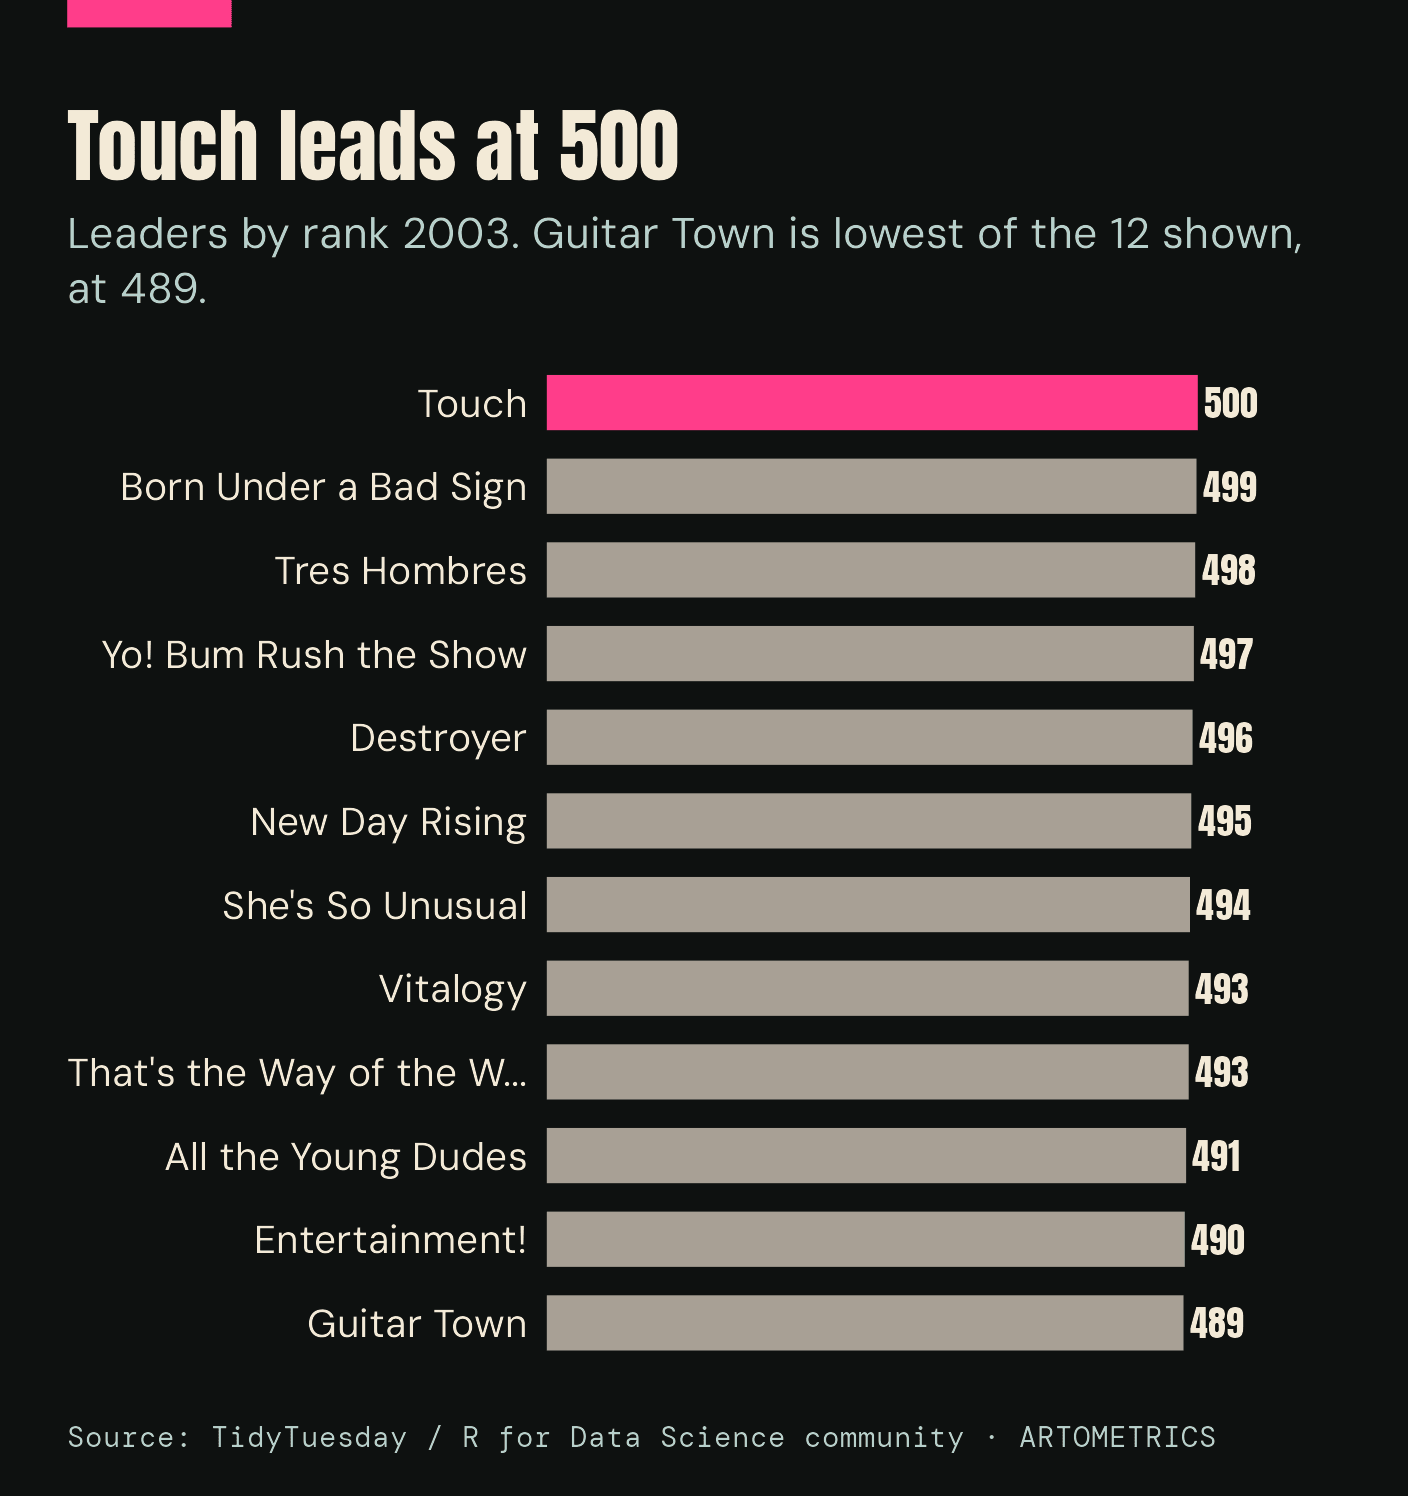 Touch leads at 500
Leaders by rank 2003. Guitar Town is lowest of the 12 shown,
at 489.
Touch 500
Born Under a Bad Sign 499
Tres Hombres 498
Yo! Bum Rush the Show 497
Destroyer 496
New Day Rising 495
She's So Unusual 494
Vitalogy 493
That's the Way of the W... 493
All the Young Dudes 491
Entertainment! 490
Guitar Town 489
Source: TidyTuesday / R for Data Science community · ARTOMETRICS